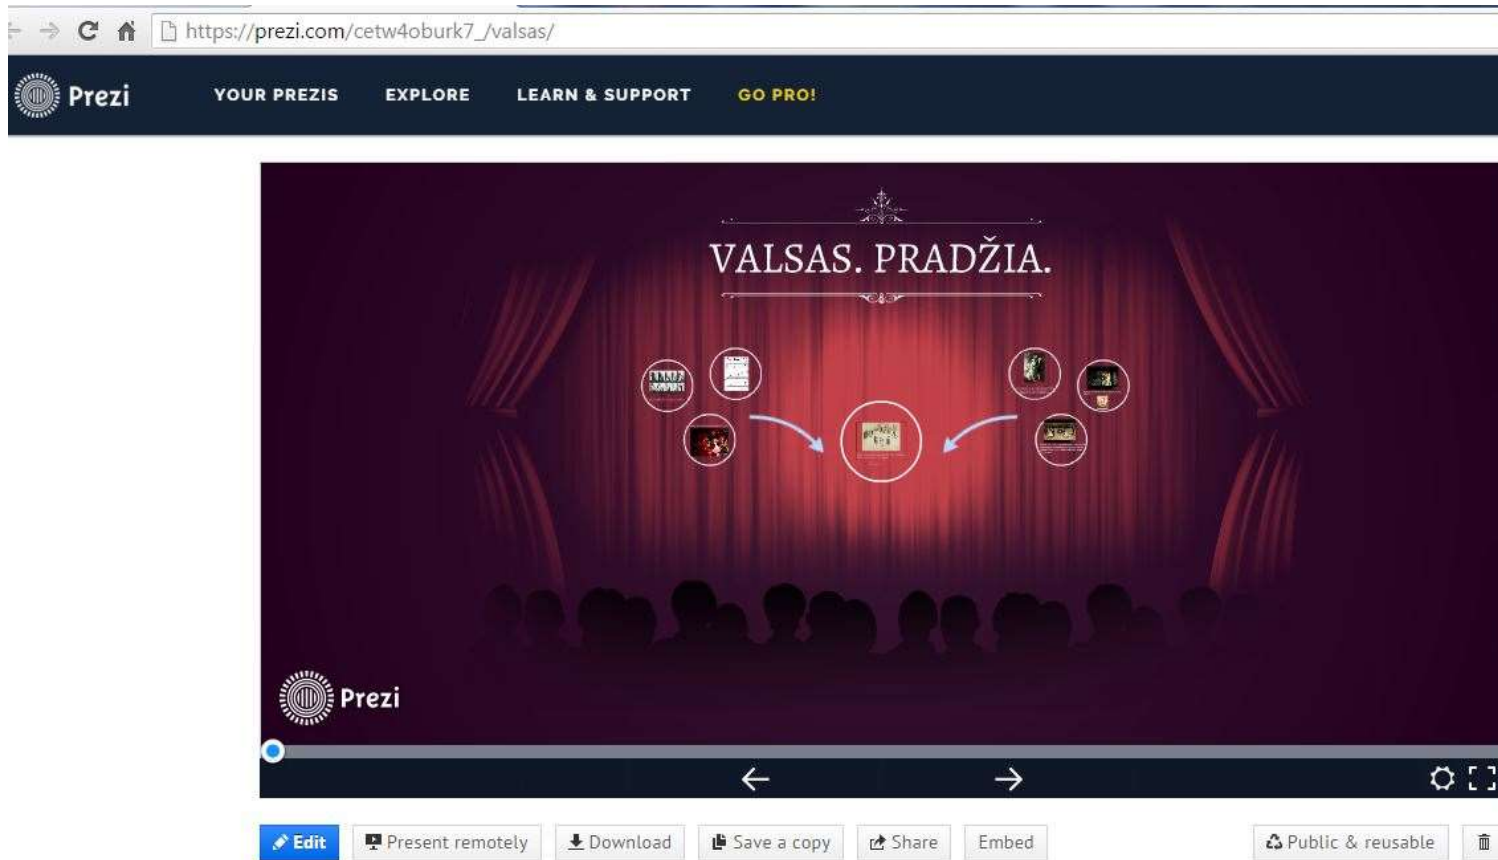 https://prezi.com/cetw4oburk7_/valsas/
Prezi YOUR PREZIS EXPLORE LEARN & SUPPORT GO PRO!
VALSAS. PRADŽIA.
Prezi
Edit Present remotely Download Save a copy Share Embed Public & reusable